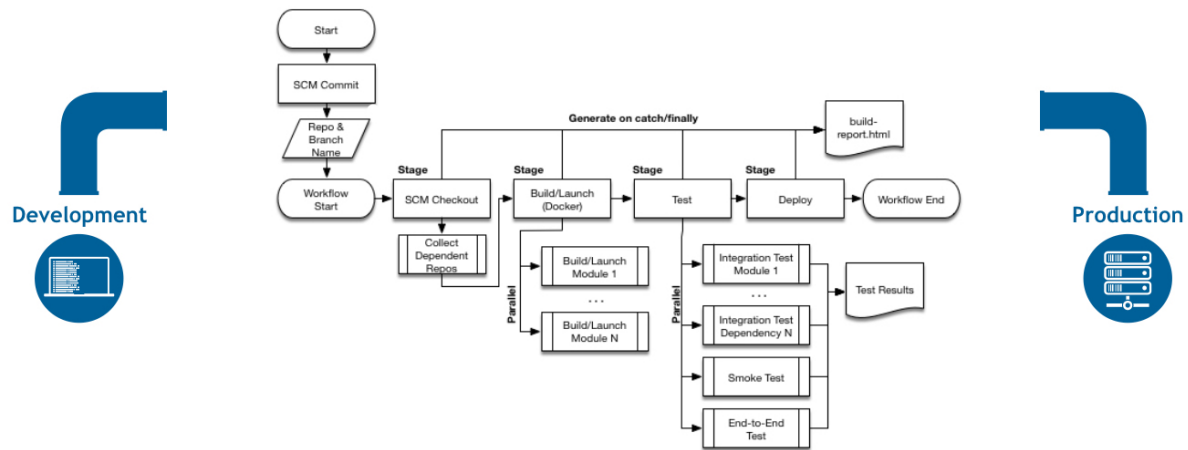 Start
SCM Commit
Repo &
Branch
Name
Generate on catch/finally
build-
report.html
Stage
Stage
Stage
Stage
Workflow
Start
SCM Checkout
Build/Launch
(Docker)
Test
Deploy
Workflow End
Development
Production
Collect
Dependent
Repos
Parallel
Build/Launch
Module 1
...
Build/Launch
Module N
Parallel
Integration Test
Module 1
...
Integration Test
Dependency N
Smoke Test
End-to-End
Test
Test Results